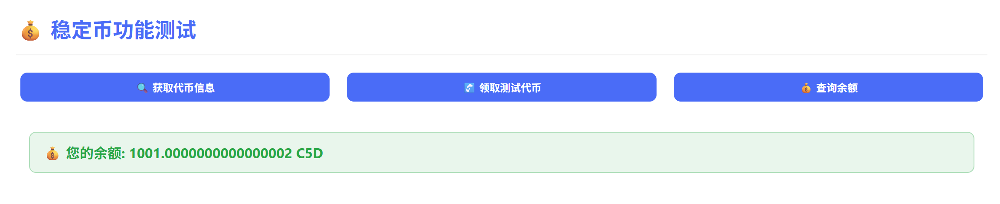 💰 稳定币功能测试
🔍 获取代币信息
🚰 领取测试代币
💰 查询余额
💰 您的余额: 1001.0000000000000002 C5D